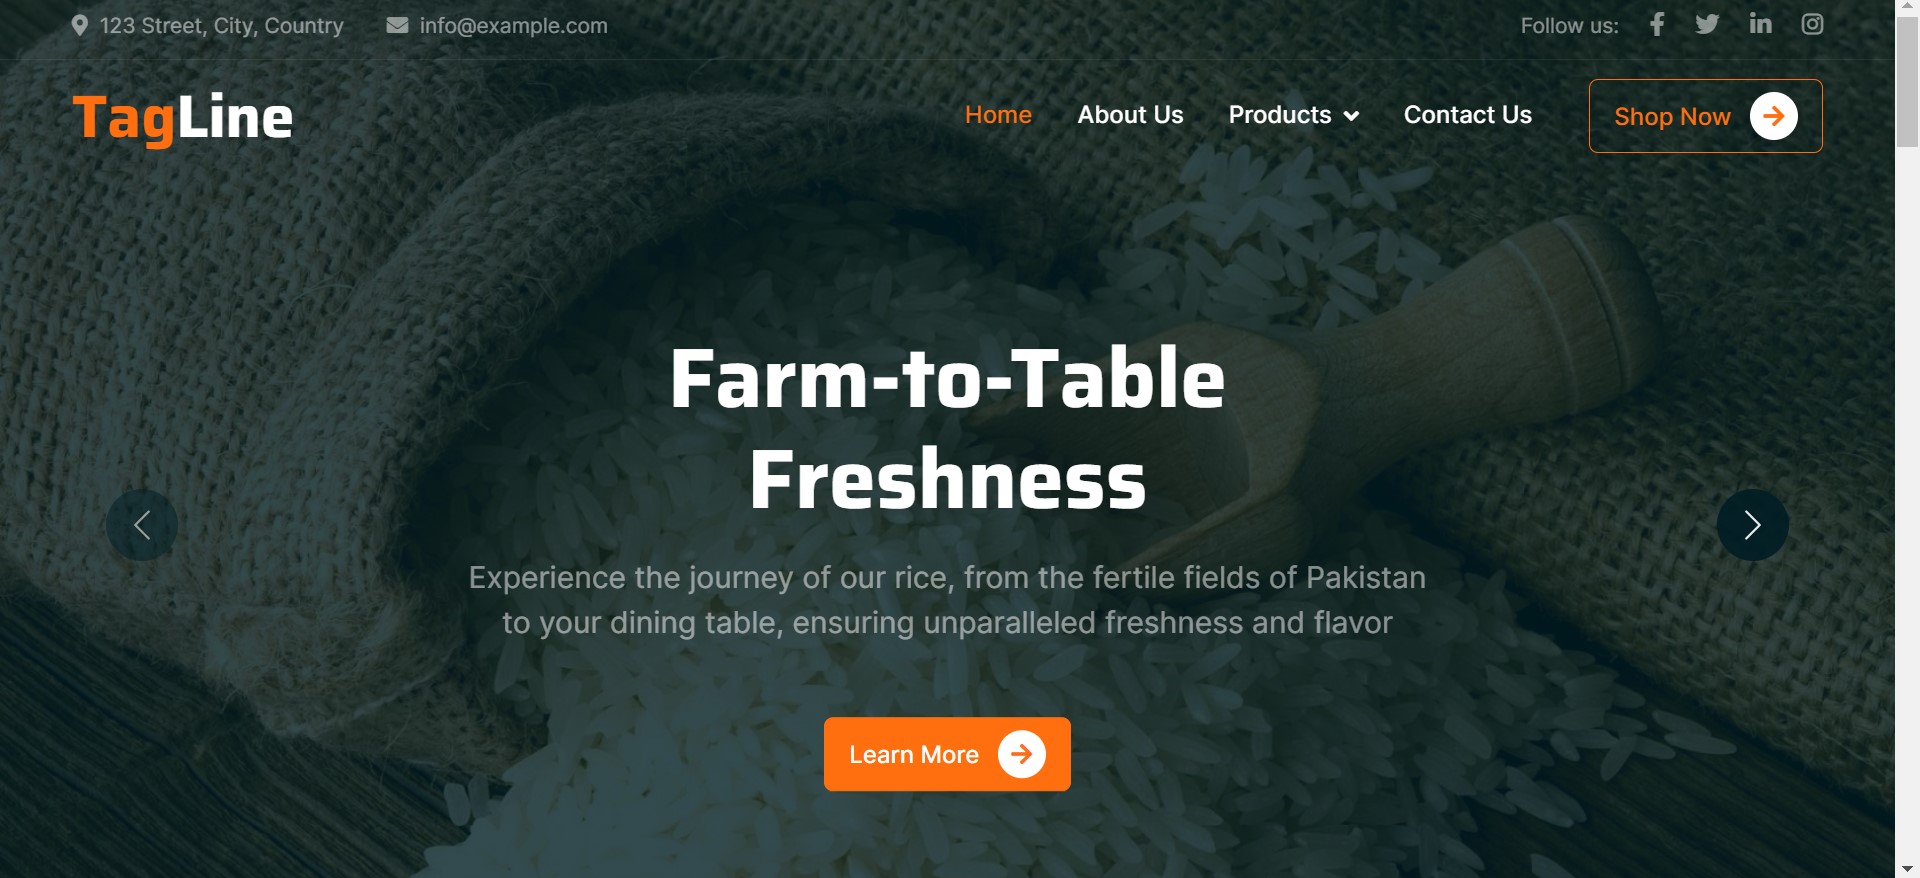 123 Street, City, Country
info@example.com
Follow us:
TagLine
Home
About Us
Products
Contact Us
Shop Now
Farm-to-Table
Freshness
Experience the journey of our rice, from the fertile fields of Pakistan
to your dining table, ensuring unparalleled freshness and flavor
Learn More